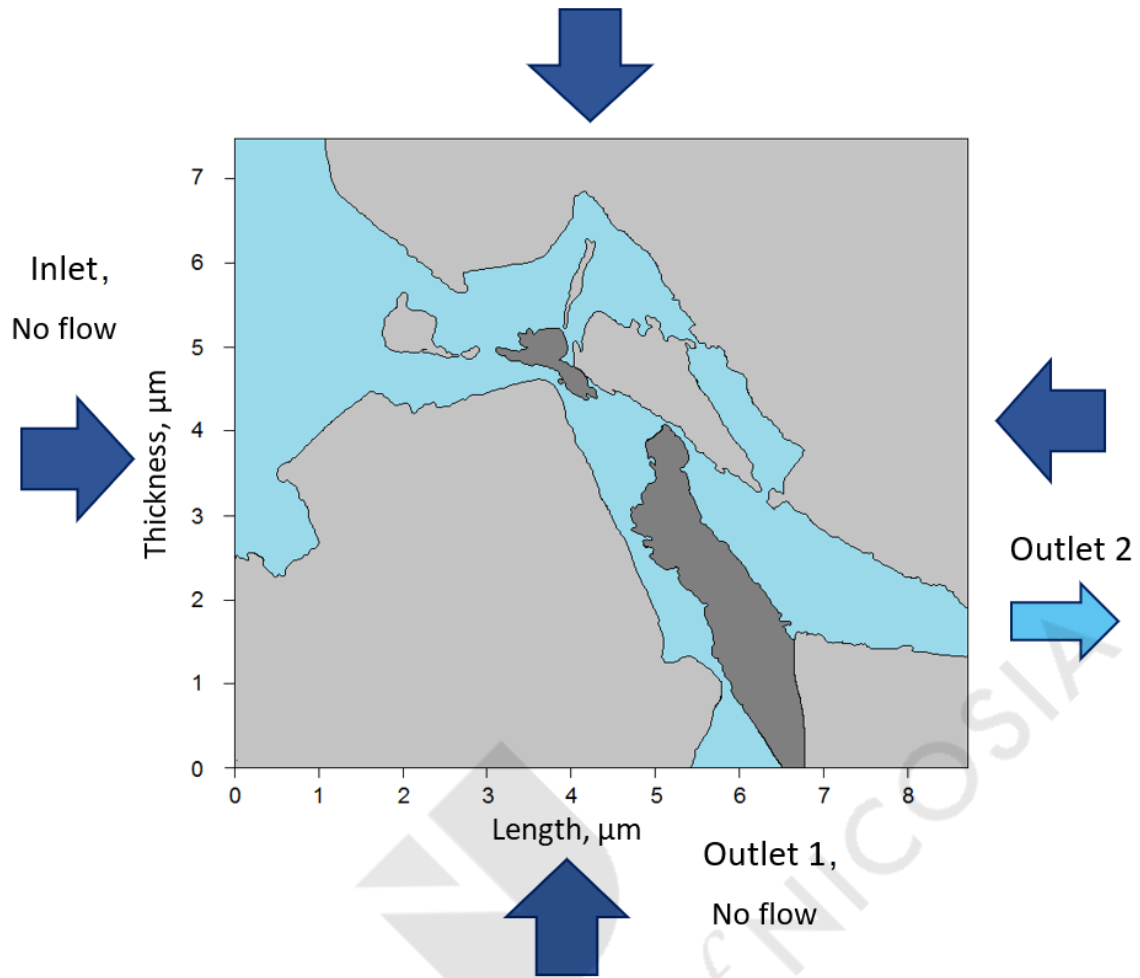 7
6
5
4
3
2
1
0
Thickness, µm
Inlet,
No flow
Outlet 2
0 1 2 3 4 5 6 7 8
Length, µm
Outlet 1,
No flow
of NICOSIA